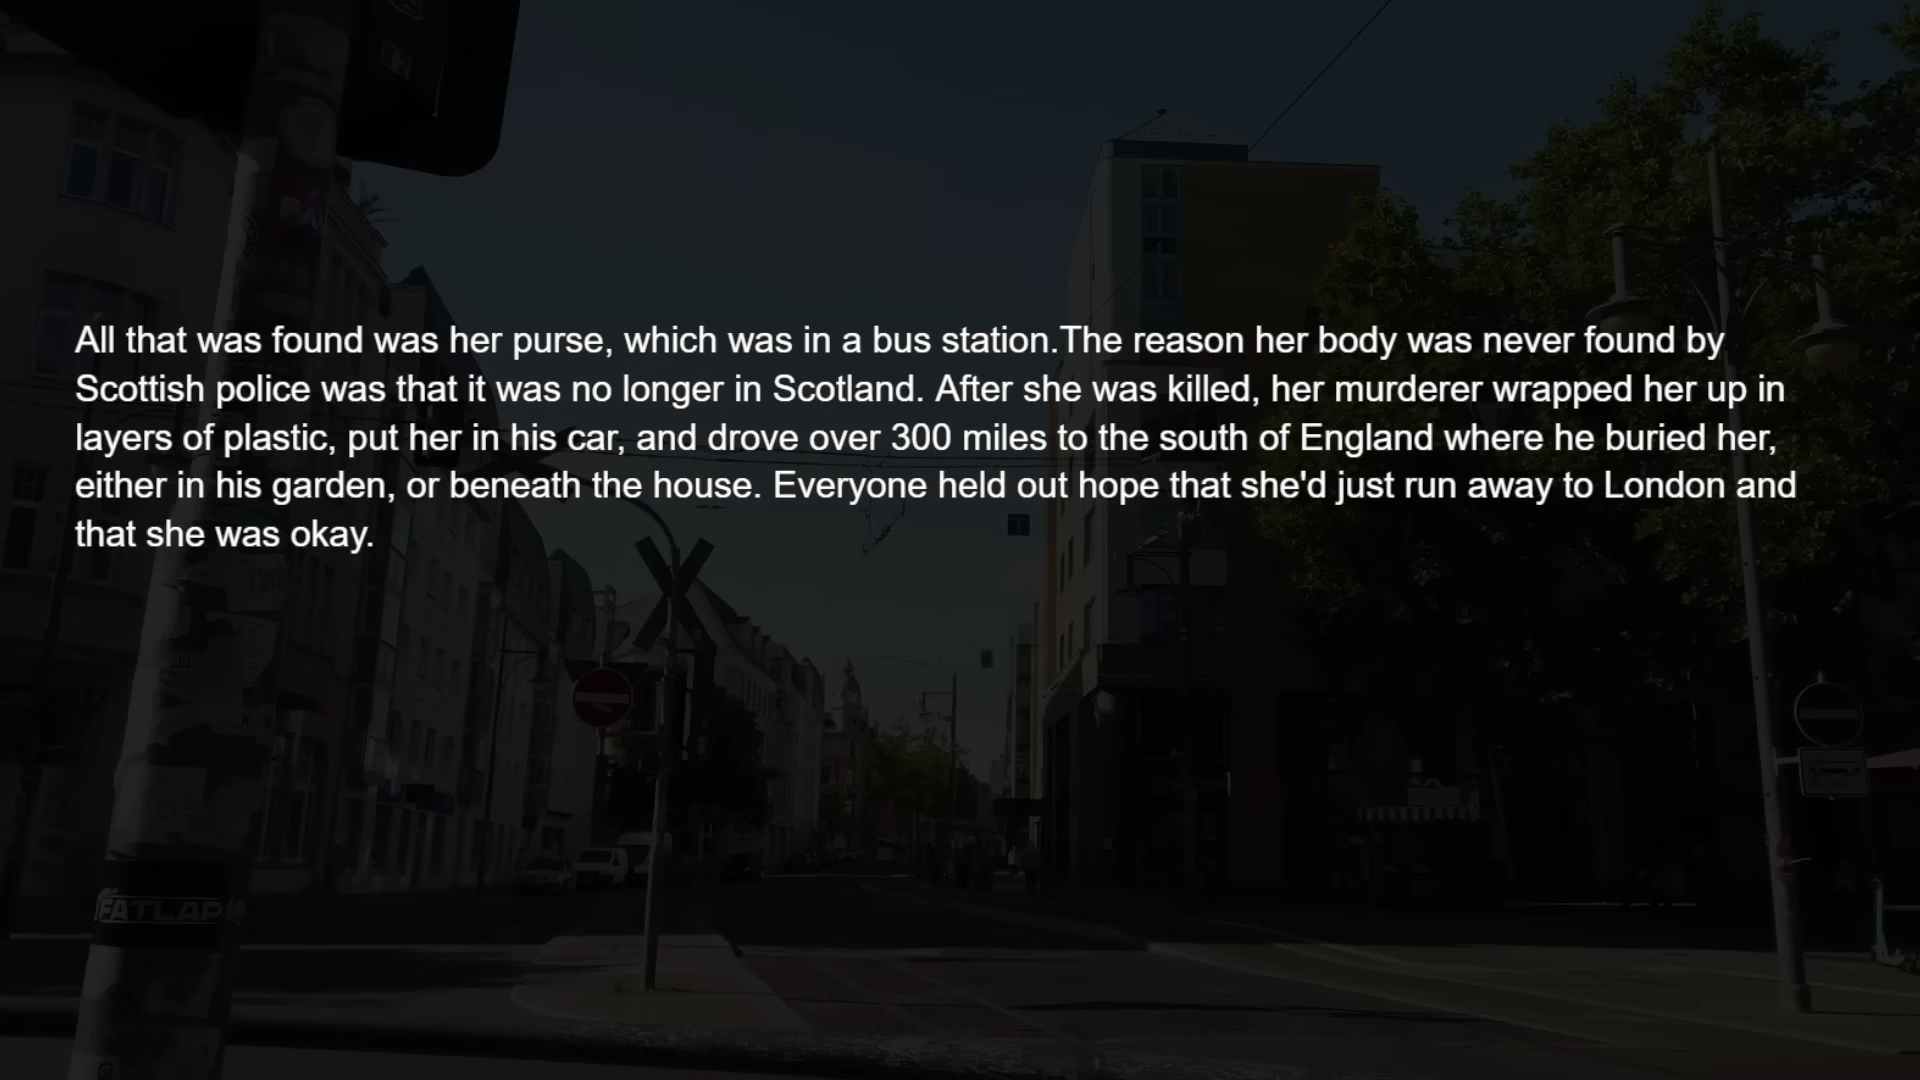 All that was found was her purse, which was in a bus station.The reason her body was never found by
Scottish police was that it was no longer in Scotland. After she was killed, her murderer wrapped her up in
layers of plastic, put her in his car, and drove over 300 miles to the south of England where he buried her,
either in his garden, or beneath the house. Everyone held out hope that she'd just run away to London and
that she was okay.
T
FATLAP